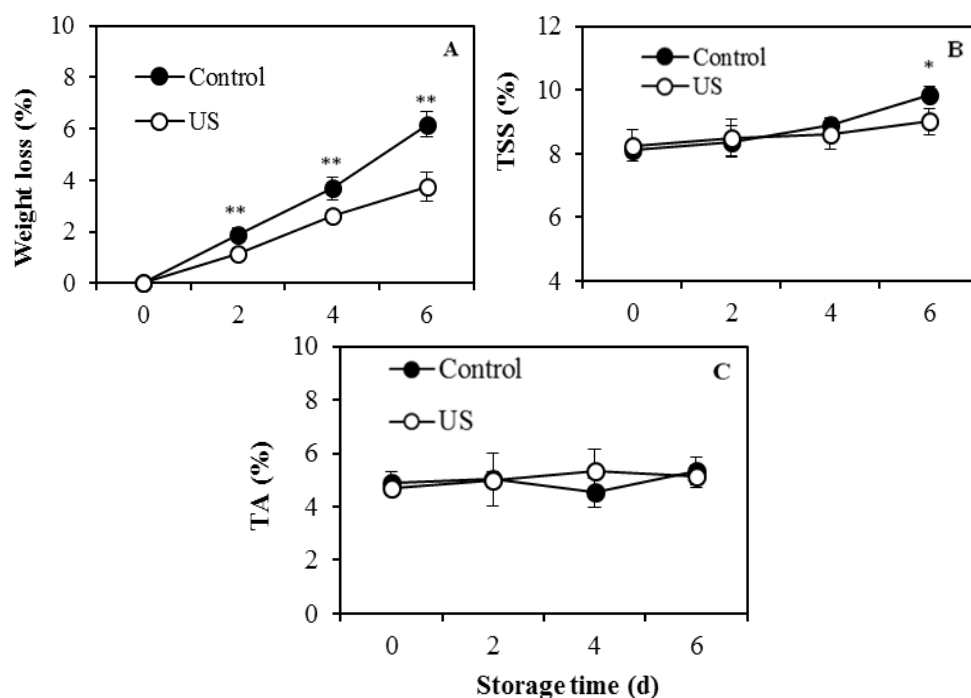 A
Control
US
**
**
**
Weight loss (%)
10
8
6
4
2
0
0 2 4 6
B
Control
US
*
TSS (%)
12
10
8
6
4
0 2 4 6
C
Control
US
TA (%)
10
8
6
4
2
0
0 2 4 6
Storage time (d)